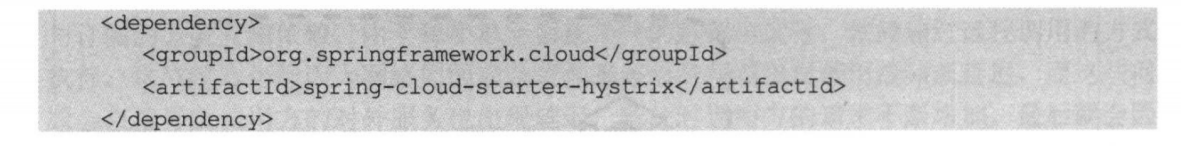 <dependency>
<groupId>org.springframework.cloud</groupId>
<artifactId>spring-cloud-starter-hystrix</artifactId>
</dependency>